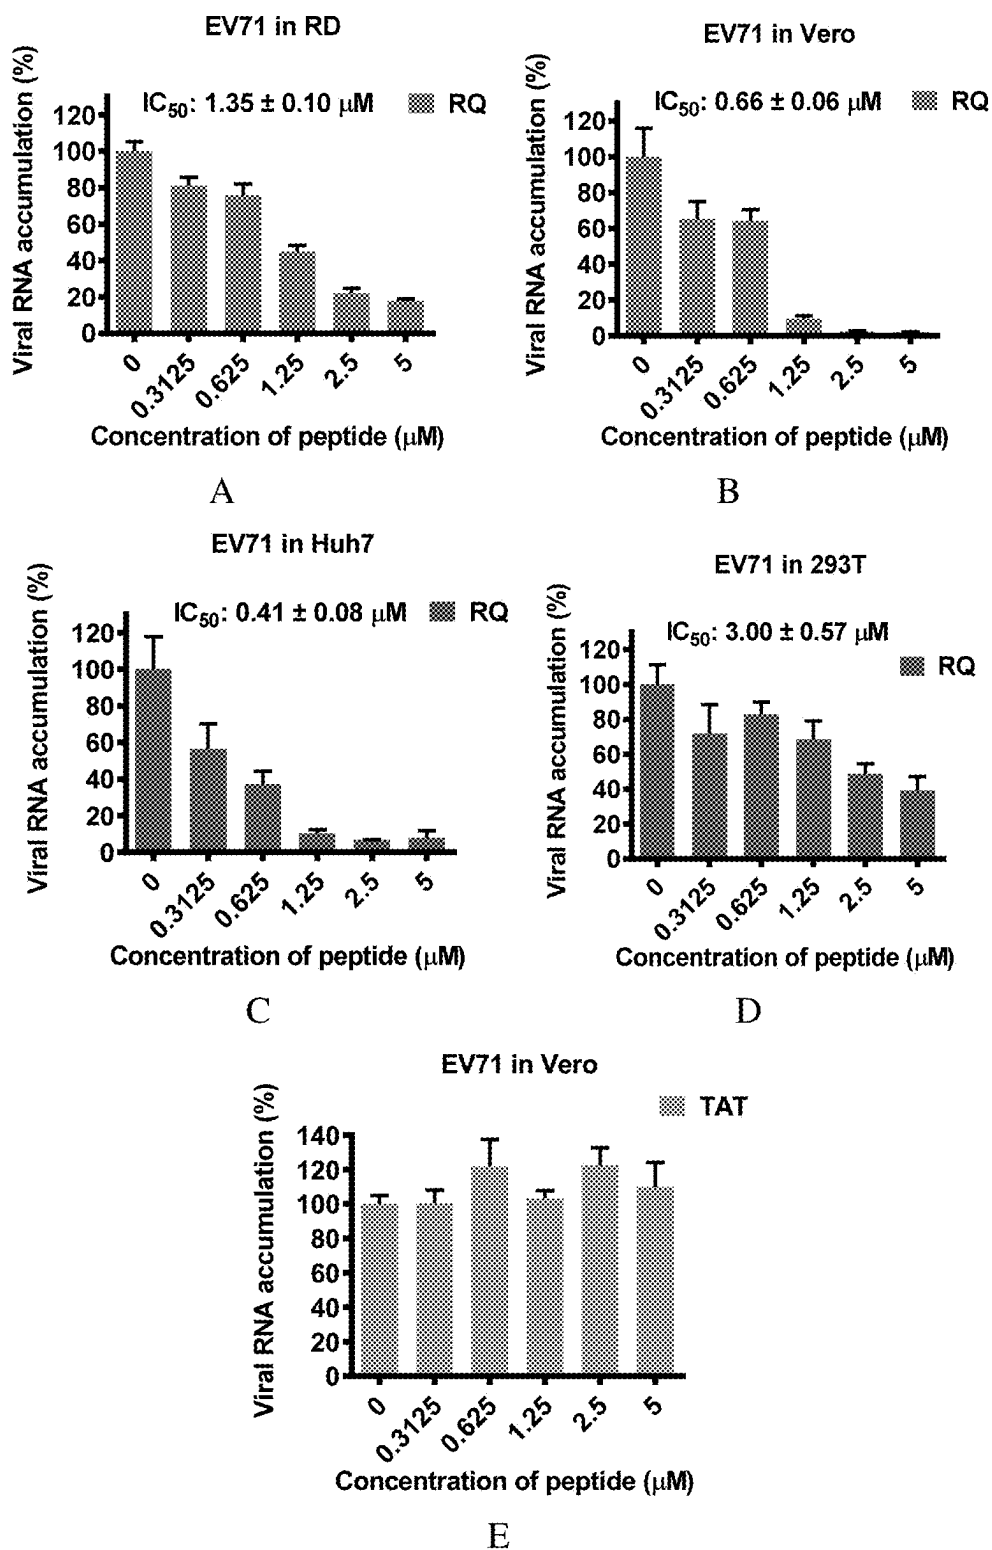 EV71 in RD
Viral RNA accumulation (%)
IC50: 1.35 ± 0.10 μM
RQ
120
100
80
60
40
20
0
0 0.3125 0.625 1.25 2.5 5
Concentration of peptide (μM)
A
EV71 in Vero
Viral RNA accumulation (%)
IC50: 0.66 ± 0.06 μM
RQ
120
100
80
60
40
20
0
0 0.3125 0.625 1.25 2.5 5
Concentration of peptide (μM)
B
EV71 in Huh7
Viral RNA accumulation (%)
IC50: 0.41 ± 0.08 μM
RQ
120
100
80
60
40
20
0
0 0.3125 0.625 1.25 2.5 5
Concentration of peptide (μM)
C
EV71 in 293T
Viral RNA accumulation (%)
IC50: 3.00 ± 0.57 μM
RQ
120
100
80
60
40
20
0
0 0.3125 0.625 1.25 2.5 5
Concentration of peptide (μM)
D
EV71 in Vero
Viral RNA accumulation (%)
TAT
140
120
100
80
60
40
20
0
0 0.3125 0.625 1.25 2.5 5
Concentration of peptide (μM)
E